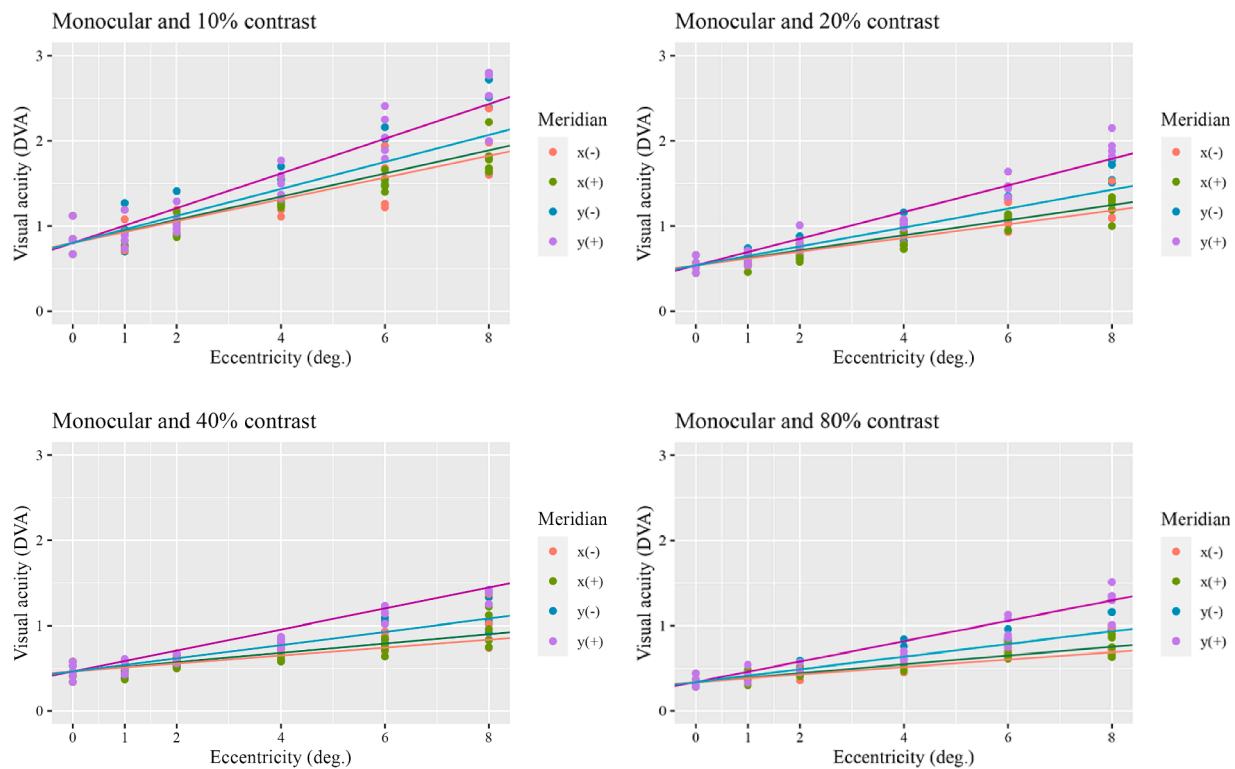 Monocular and 10% contrast
Visual acuity (DVA)
3
2
1
0
0 1 2 4 6 8
Eccentricity (deg.)
Meridian
x(-)
x(+)
y(-)
y(+)
Monocular and 20% contrast
Visual acuity (DVA)
3
2
1
0
0 1 2 4 6 8
Eccentricity (deg.)
Meridian
x(-)
x(+)
y(-)
y(+)
Monocular and 40% contrast
Visual acuity (DVA)
3
2
1
0
0 1 2 4 6 8
Eccentricity (deg.)
Meridian
x(-)
x(+)
y(-)
y(+)
Monocular and 80% contrast
Visual acuity (DVA)
3
2
1
0
0 1 2 4 6 8
Eccentricity (deg.)
Meridian
x(-)
x(+)
y(-)
y(+)